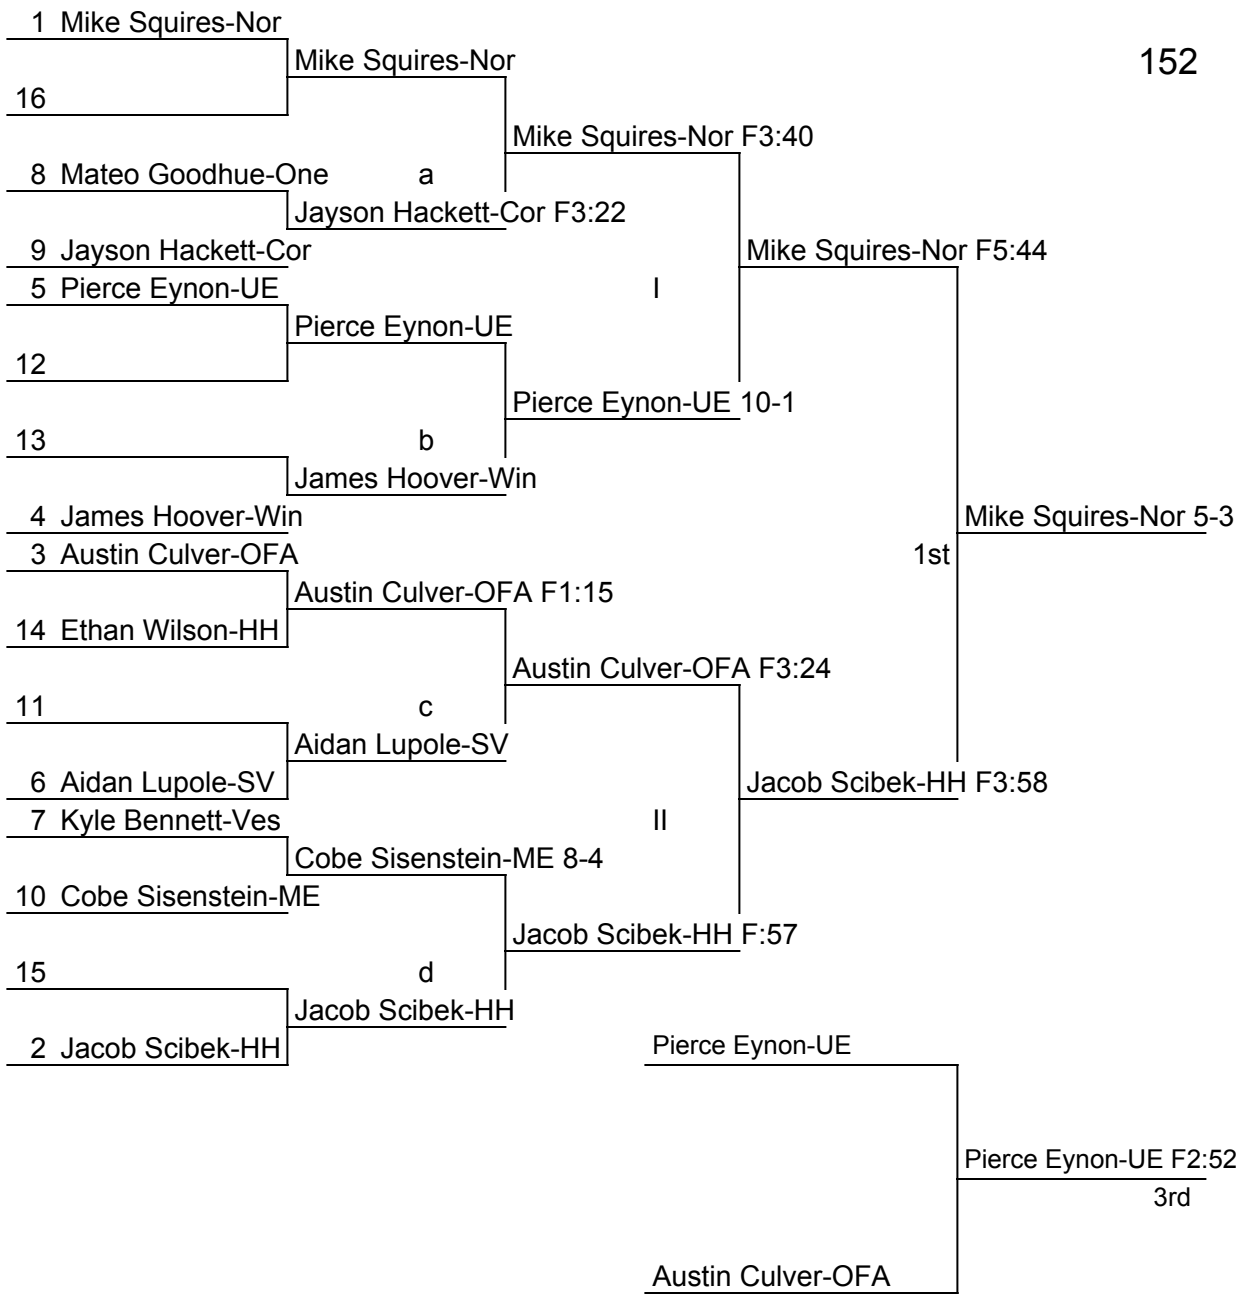 1 Mike Squires-Nor
Mike Squires-Nor
152
16
Mike Squires-Nor F3:40
8 Mateo Goodhue-One
a
Jayson Hackett-Cor F3:22
9 Jayson Hackett-Cor
Mike Squires-Nor F5:44
5 Pierce Eynon-UE
I
Pierce Eynon-UE
12
Pierce Eynon-UE 10-1
13
b
James Hoover-Win
4 James Hoover-Win
Mike Squires-Nor 5-3
3 Austin Culver-OFA
1st
Austin Culver-OFA F1:15
14 Ethan Wilson-HH
Austin Culver-OFA F3:24
11
c
Aidan Lupole-SV
6 Aidan Lupole-SV
Jacob Scibek-HH F3:58
7 Kyle Bennett-Ves
II
Cobe Sisenstein-ME 8-4
10 Cobe Sisenstein-ME
Jacob Scibek-HH F:57
15
d
Jacob Scibek-HH
2 Jacob Scibek-HH
Pierce Eynon-UE
Pierce Eynon-UE F2:52
3rd
Austin Culver-OFA